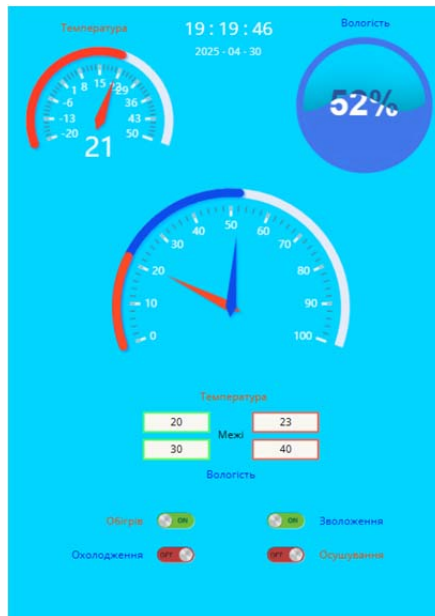 Температура
19 : 19 : 46
Вологість
2025 - 04 - 30
-20 -13 -6 1 8 15 22 29 36 43 50
21
52%
0 10 20 30 40 50 60 70 80 90 100
Температура
20 23
Межі
30 40
Вологість
Обігрів ON ON Зволоження
Охолодження OFF OFF Осушування